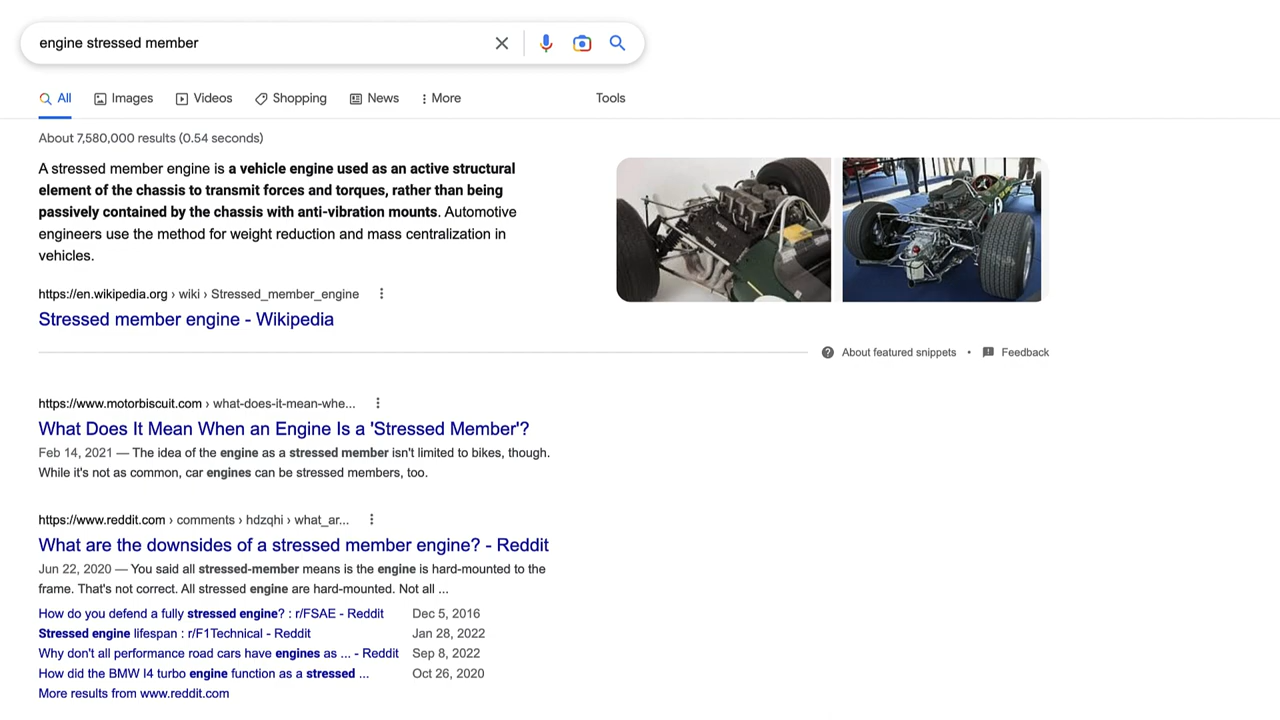 engine stressed member
All Images Videos Shopping News More Tools
About 7,580,000 results (0.54 seconds)
A stressed member engine is a vehicle engine used as an active structural
element of the chassis to transmit forces and torques, rather than being
passively contained by the chassis with anti-vibration mounts. Automotive
engineers use the method for weight reduction and mass centralization in
vehicles.
https://en.wikipedia.org › wiki › Stressed_member_engine
Stressed member engine - Wikipedia
About featured snippets • Feedback
https://www.motorbiscuit.com › what-does-it-mean-whe...
What Does It Mean When an Engine Is a 'Stressed Member'?
Feb 14, 2021 — The idea of the engine as a stressed member isn't limited to bikes, though.
While it's not as common, car engines can be stressed members, too.
https://www.reddit.com › comments › hdzqhi › what_ar...
What are the downsides of a stressed member engine? - Reddit
Jun 22, 2020 — You said all stressed-member means is the engine is hard-mounted to the
frame. That's not correct. All stressed engine are hard-mounted. Not all ...
How do you defend a fully stressed engine? : r/FSAE - Reddit Dec 5, 2016
Stressed engine lifespan : r/F1Technical - Reddit Jan 28, 2022
Why don't all performance road cars have engines as ... - Reddit Sep 8, 2022
How did the BMW I4 turbo engine function as a stressed ... Oct 26, 2020
More results from www.reddit.com